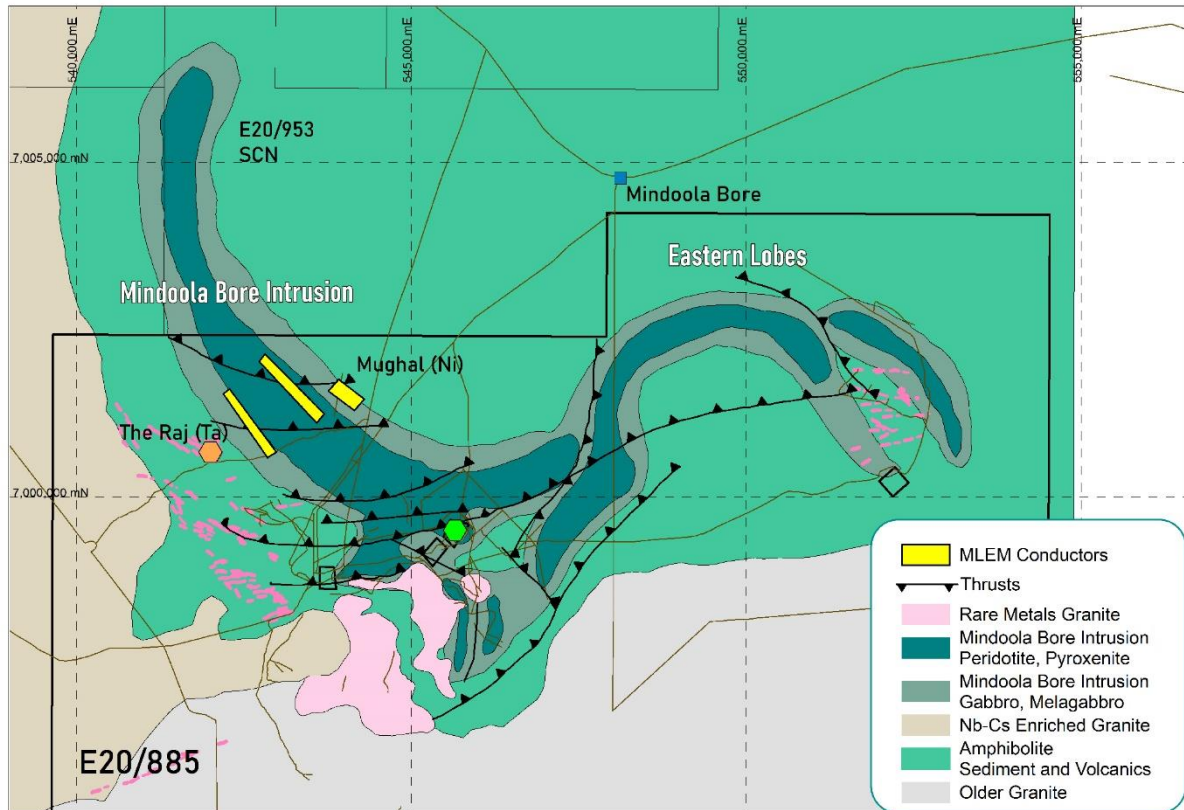 540,000 mE
545,000 mE
550,000 mE
555,000 mE
E20/953
SCN
7,005,000 mN
Mindoola Bore
Eastern Lobes
Mindoola Bore Intrusion
Mughal (Ni)
The Raj (Ta)
7,000,000 mN
E20/885
MLEM Conductors
Thrusts
Rare Metals Granite
Mindoola Bore Intrusion
Peridotite, Pyroxenite
Mindoola Bore Intrusion
Gabbro, Melagabbro
Nb-Cs Enriched Granite
Amphibolite
Sediment and Volcanics
Older Granite